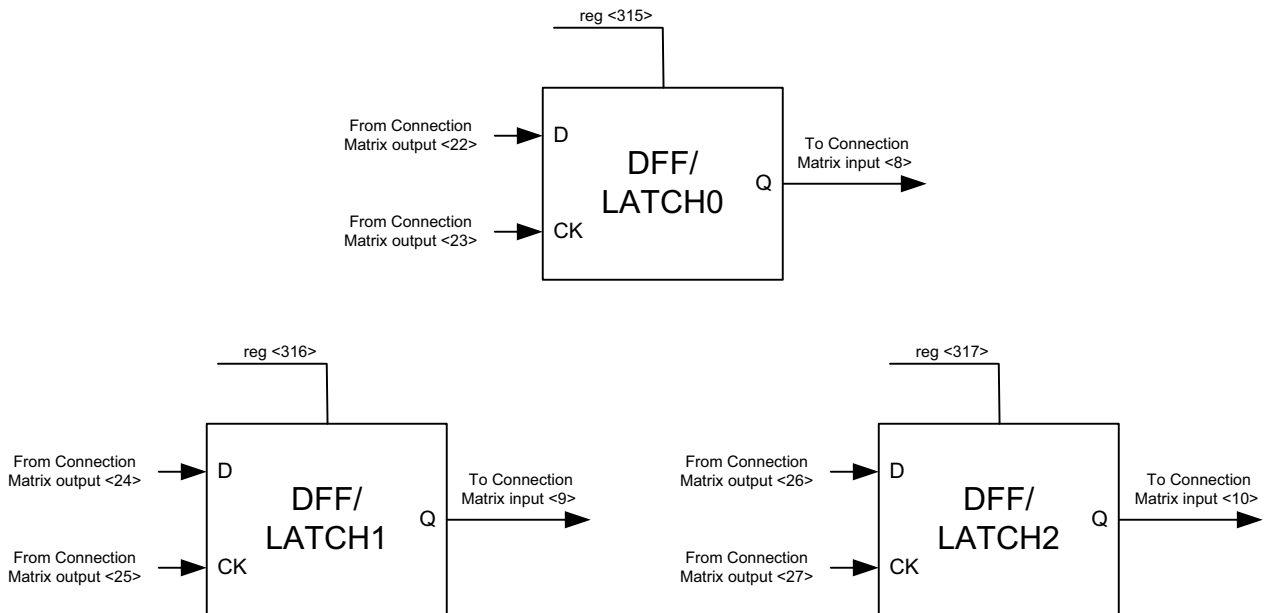 reg <315>
From Connection
Matrix output <22>
D
DFF/
LATCH0
To Connection
Matrix input <8>
Q
From Connection
Matrix output <23>
CK
reg <316>
From Connection
Matrix output <24>
D
DFF/
LATCH1
To Connection
Matrix input <9>
Q
From Connection
Matrix output <25>
CK
reg <317>
From Connection
Matrix output <26>
D
DFF/
LATCH2
To Connection
Matrix input <10>
Q
From Connection
Matrix output <27>
CK